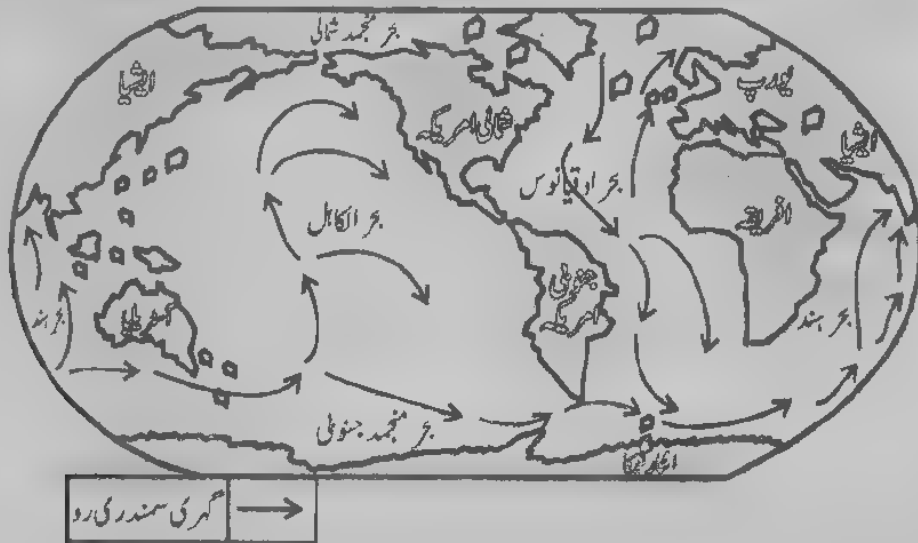 بحر منجمد شمالی
ایشیا
یورپ
شمالی امریکہ
ایشیا
بحر اوقیانوس
افریقہ
بحر الکاہل
جنوبی
امریکہ
آسٹریلیا
بحر ہند
بحر ہند
بحر منجمد جنوبی
انٹارٹیکا
گہری سمندری رو